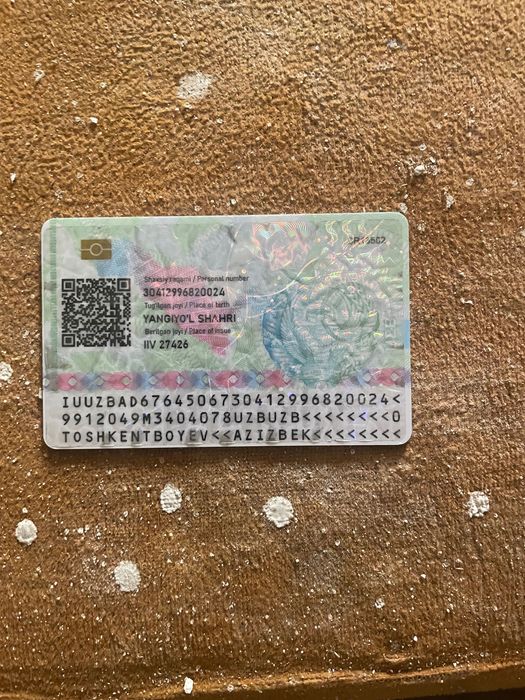 Shaxsiy raqami / Personal number
30412996820024
Tug'ilgan joyi / Place of birth
YANGIYO'L SHAHRI
Berilgan joyi / Place of issue
IIV 27426
IUUZBAD6764506730412996820024<
9912049M3404078UZBUZB<<<<<<<0
TOSHKENTBOYEV<<AZIZBEK<<<<<<<<